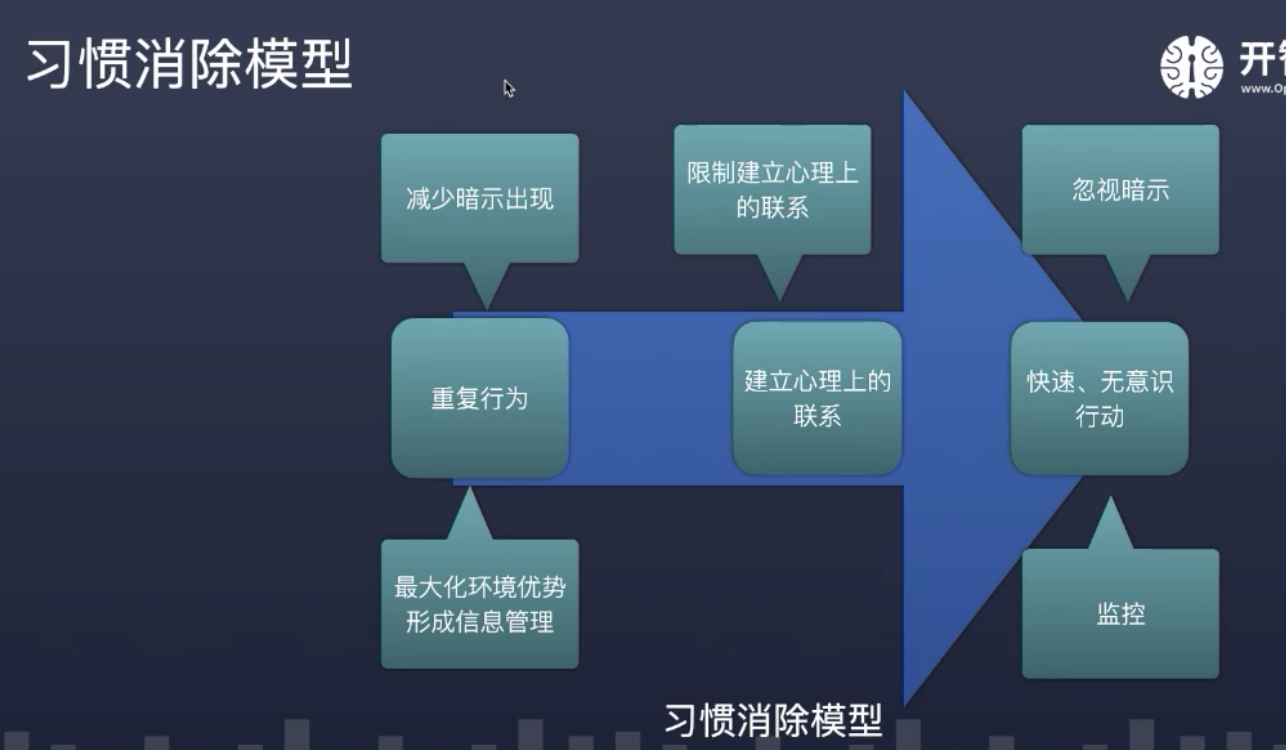 习惯消除模型
开
www.Op
减少暗示出现
限制建立心理上
的联系
忽视暗示
重复行为
建立心理上的
联系
快速、无意识
行动
最大化环境优势
形成信息管理
监控
习惯消除模型